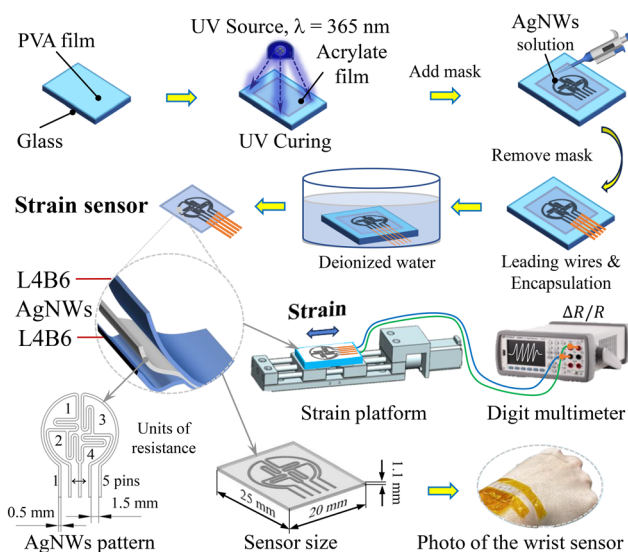 PVA film
Glass
UV Source, λ = 365 nm
Acrylate
film
UV Curing
Add mask
AgNWs
solution
Remove mask
Leading wires &
Encapsulation
Deionized water
Strain sensor
L4B6
AgNWs
L4B6
Strain
Strain platform
ΔR/R
Digit multimeter
1
2
3
4
Units of
resistance
1
5 pins
0.5 mm
1.5 mm
AgNWs pattern
25 mm
20 mm
1.1 mm
Sensor size
Photo of the wrist sensor